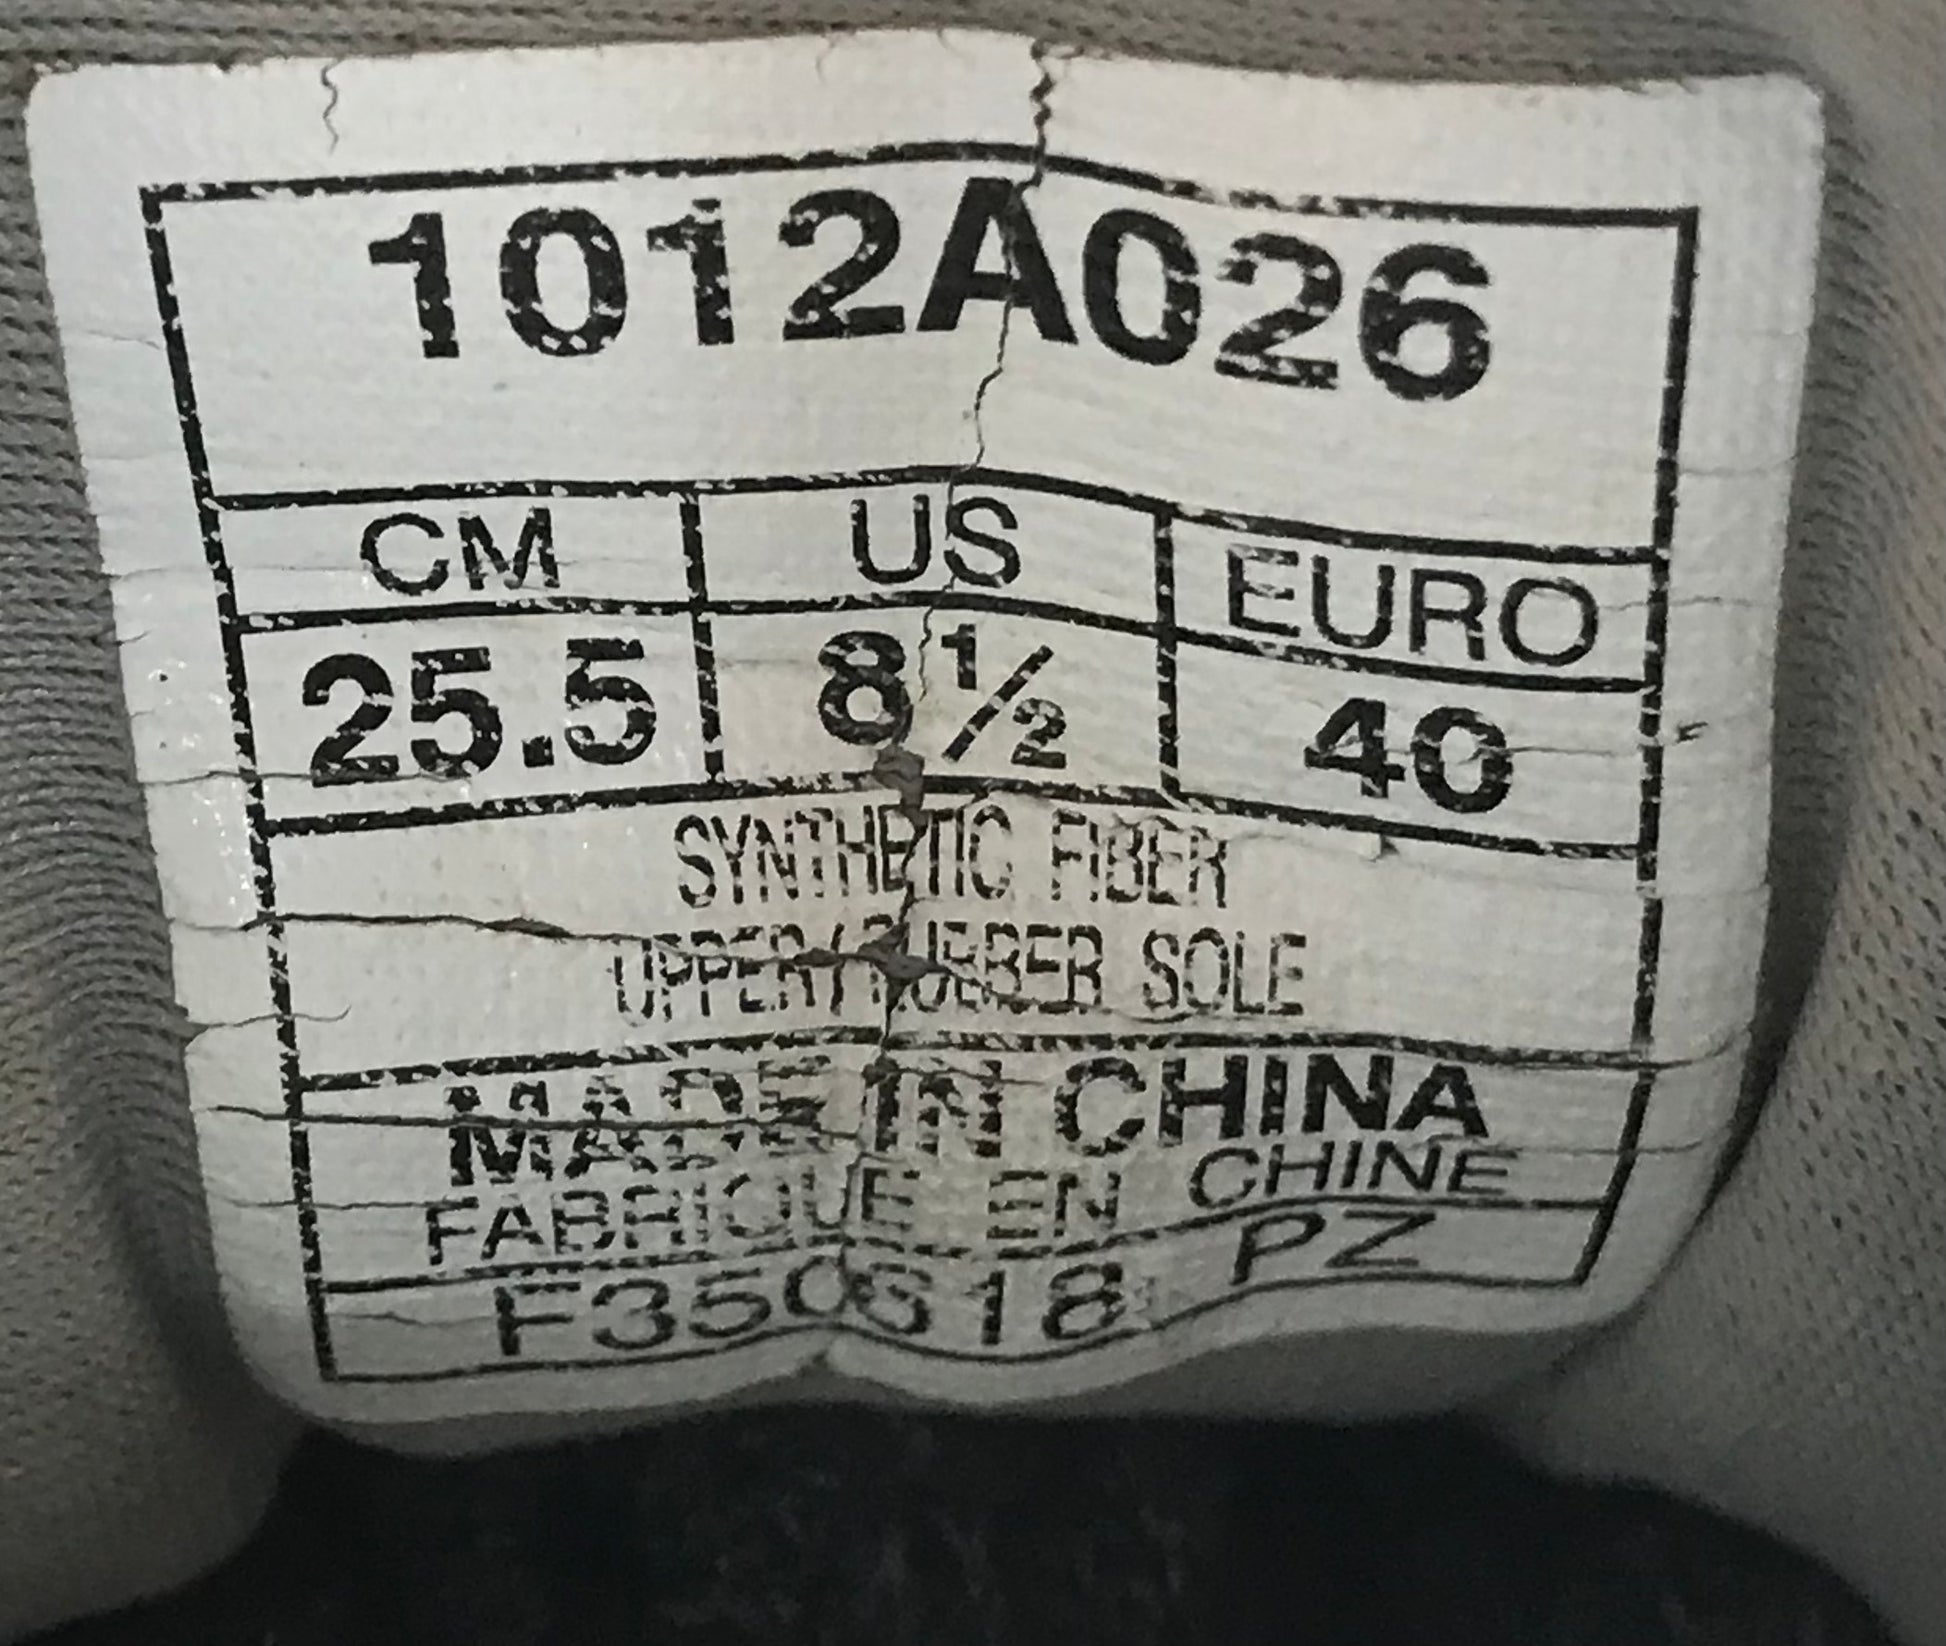 1012A026
CM US EURO
25.5 8½ 40
SYNTHETIC FIBER
UPPER/RUBBER SOLE
MADE IN CHINA
FABRIQUE EN CHINE
F350S18 PZ